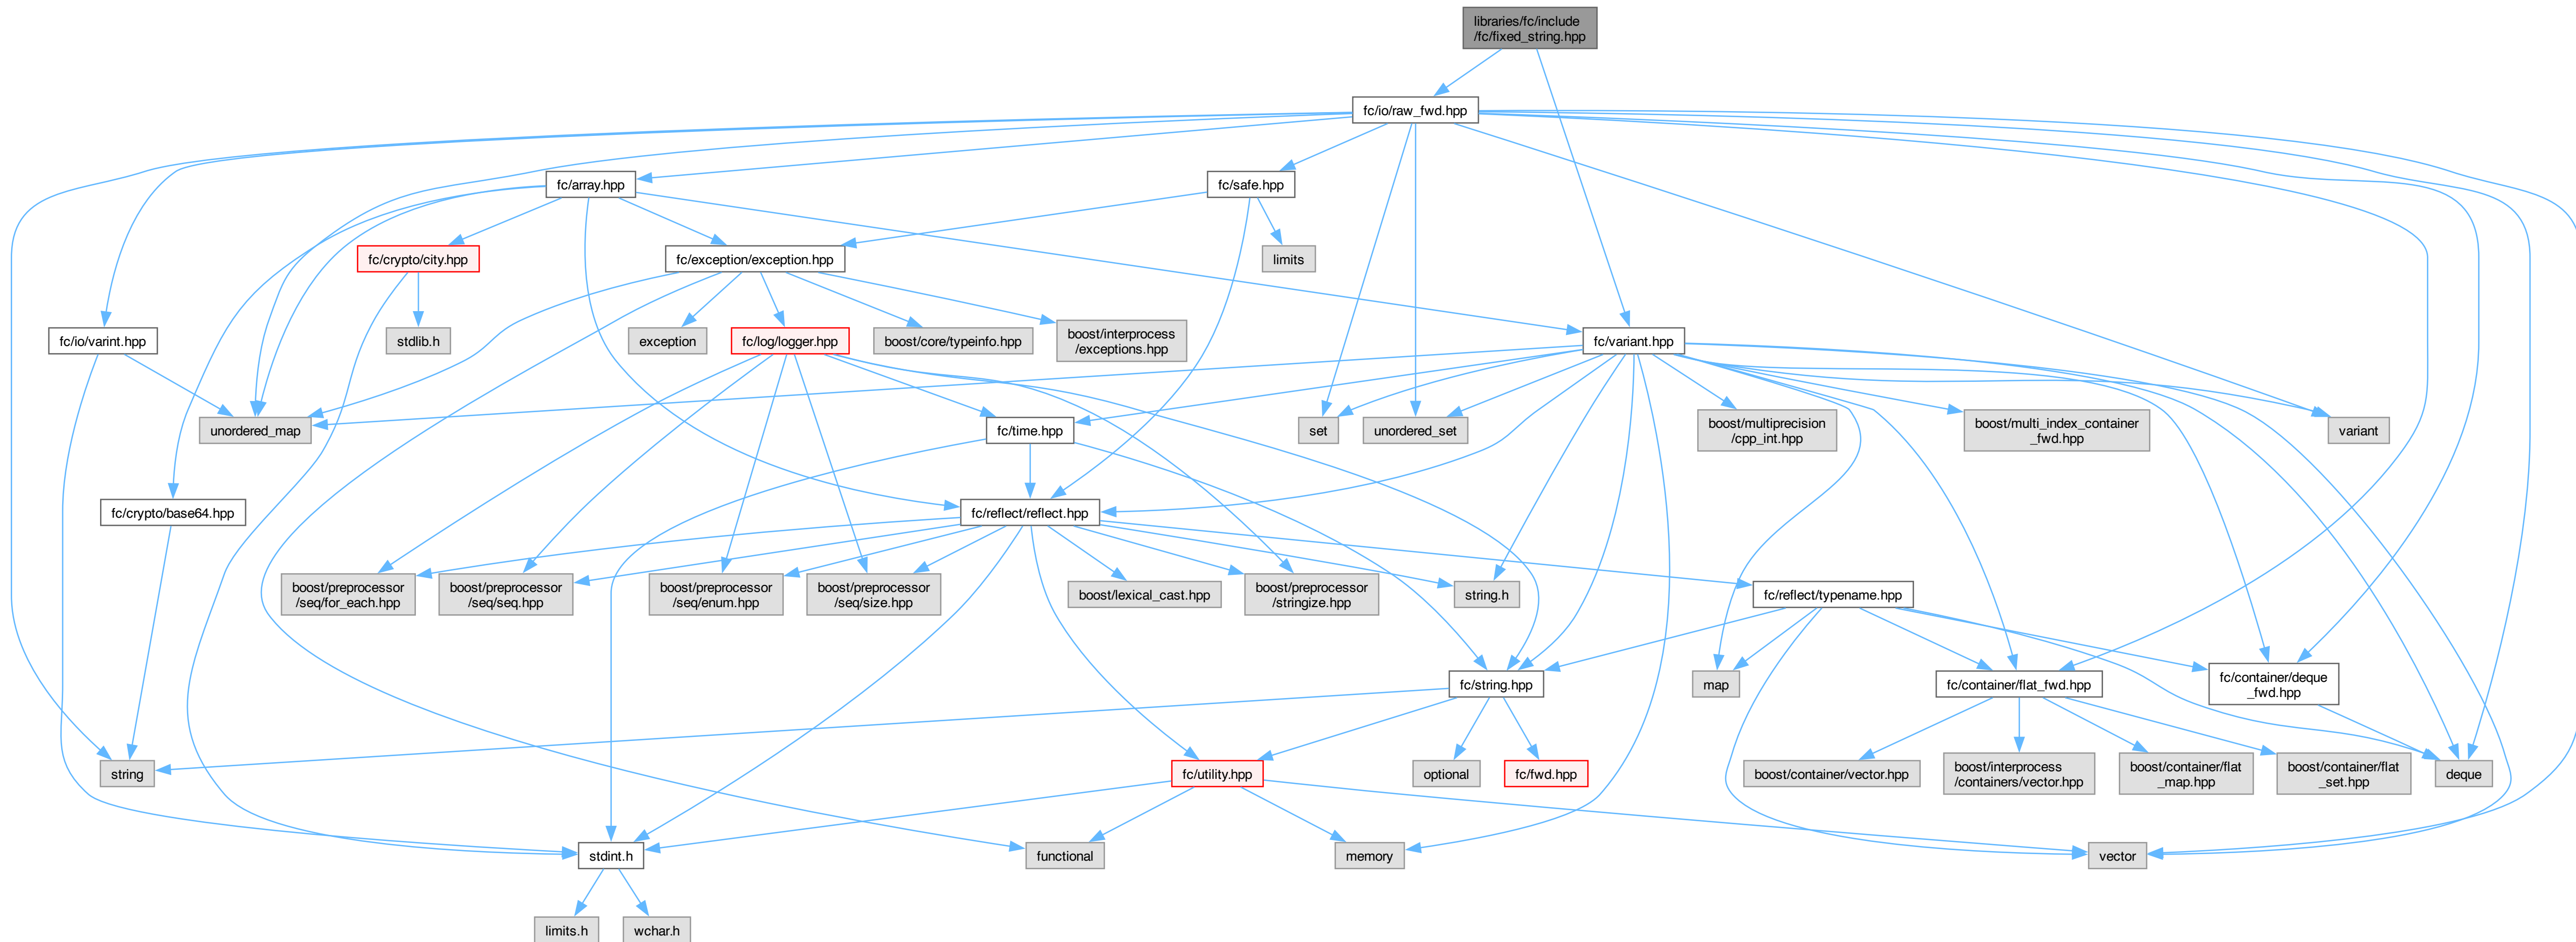 libraries/fc/include
/fc/fixed_string.hpp
fc/io/raw_fwd.hpp
fc/array.hpp
fc/safe.hpp
fc/crypto/city.hpp
fc/exception/exception.hpp
limits
fc/io/varint.hpp
stdlib.h
exception
fc/log/logger.hpp
boost/core/typeinfo.hpp
boost/interprocess
/exceptions.hpp
fc/variant.hpp
unordered_map
fc/time.hpp
set
unordered_set
boost/multiprecision
/cpp_int.hpp
boost/multi_index_container
_fwd.hpp
variant
fc/crypto/base64.hpp
fc/reflect/reflect.hpp
boost/preprocessor
/seq/for_each.hpp
boost/preprocessor
/seq/seq.hpp
boost/preprocessor
/seq/enum.hpp
boost/preprocessor
/seq/size.hpp
boost/lexical_cast.hpp
boost/preprocessor
/stringize.hpp
string.h
fc/reflect/typename.hpp
fc/string.hpp
map
fc/container/flat_fwd.hpp
fc/container/deque
_fwd.hpp
string
fc/utility.hpp
optional
fc/fwd.hpp
boost/container/vector.hpp
boost/interprocess
/containers/vector.hpp
boost/container/flat
_map.hpp
boost/container/flat
_set.hpp
deque
stdint.h
functional
memory
vector
limits.h
wchar.h